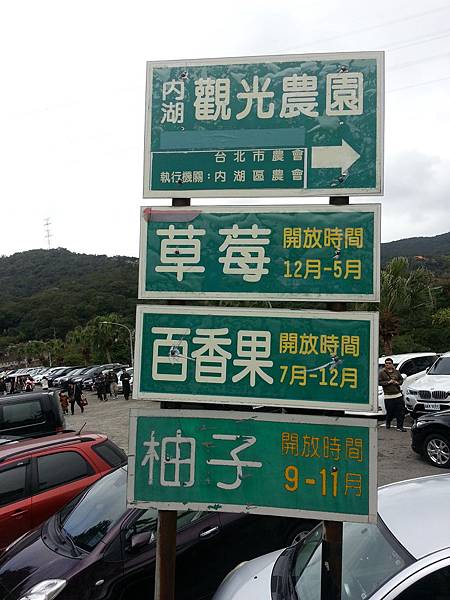 內湖 觀光農園
台北市農會
執行機關：內湖區農會
草莓 開放時間
12月-5月
百香果 開放時間
7月-12月
柚子 開放時間
9-11月